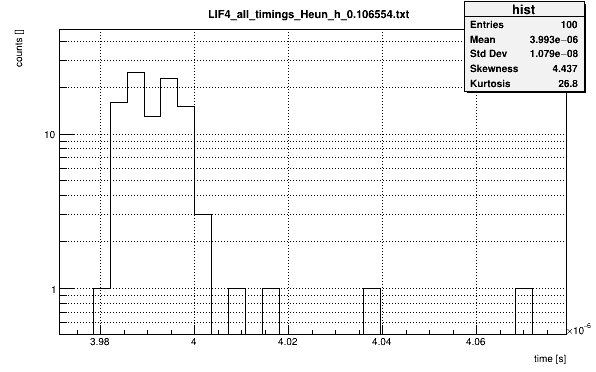 LIF4_all_timings_Heun_h_0.106554.txt
hist
Entries 100
Mean 3.993e−06
Std Dev 1.079e−08
Skewness 4.437
Kurtosis 26.8
counts []
10
1
3.98 4 4.02 4.04 4.06
×10⁻⁶
time [s]